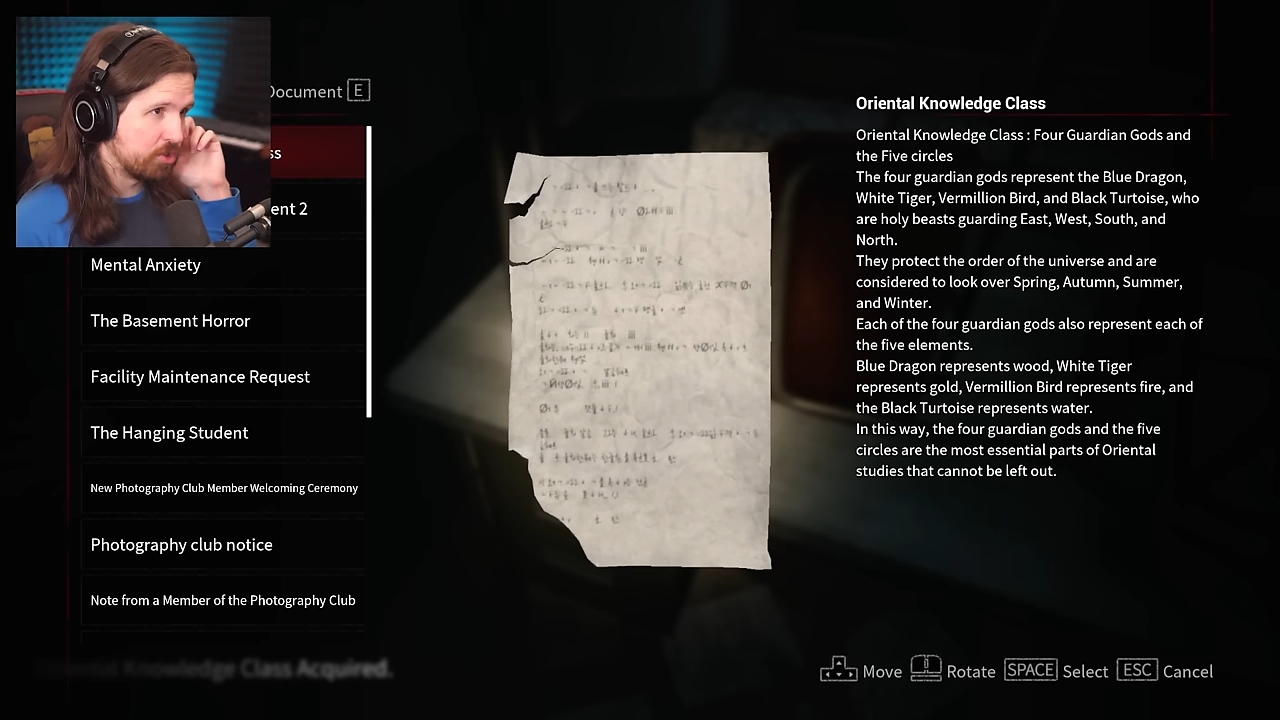 Document E
ss
ent 2
Mental Anxiety
The Basement Horror
Facility Maintenance Request
The Hanging Student
New Photography Club Member Welcoming Ceremony
Photography club notice
Note from a Member of the Photography Club
Oriental Knowledge Class Acquired.
Oriental Knowledge Class
Oriental Knowledge Class : Four Guardian Gods and
the Five circles
The four guardian gods represent the Blue Dragon,
White Tiger, Vermillion Bird, and Black Turtoise, who
are holy beasts guarding East, West, South, and
North.
They protect the order of the universe and are
considered to look over Spring, Autumn, Summer,
and Winter.
Each of the four guardian gods also represent each of
the five elements.
Blue Dragon represents wood, White Tiger
represents gold, Vermillion Bird represents fire, and
the Black Turtoise represents water.
In this way, the four guardian gods and the five
circles are the most essential parts of Oriental
studies that cannot be left out.
Move Rotate SPACE Select ESC Cancel